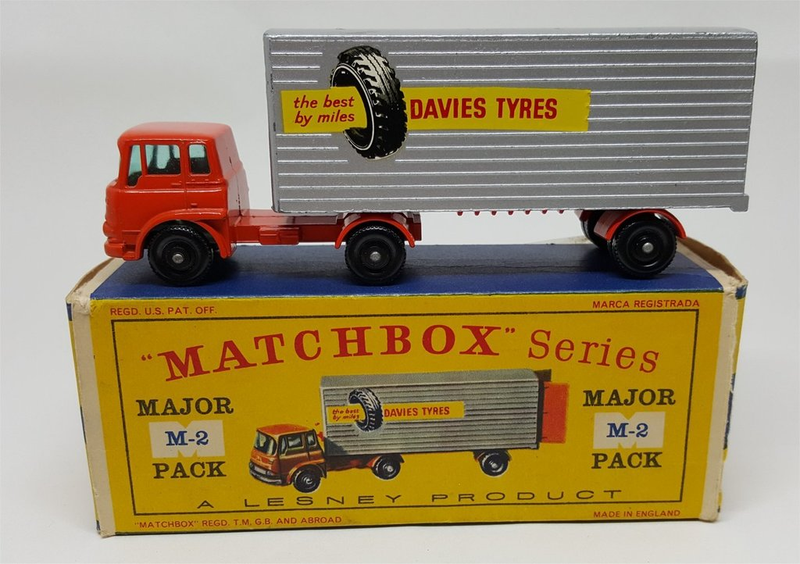 the best
by miles
DAVIES TYRES
REGD. U.S. PAT. OFF.
MARCA REGISTRADA
"MATCHBOX" Series
MAJOR
M-2
PACK
the best
by miles
DAVIES TYRES
MAJOR
M-2
PACK
A LESNEY PRODUCT
"MATCHBOX" REGD. T.M. G.B. AND ABROAD
MADE IN ENGLAND